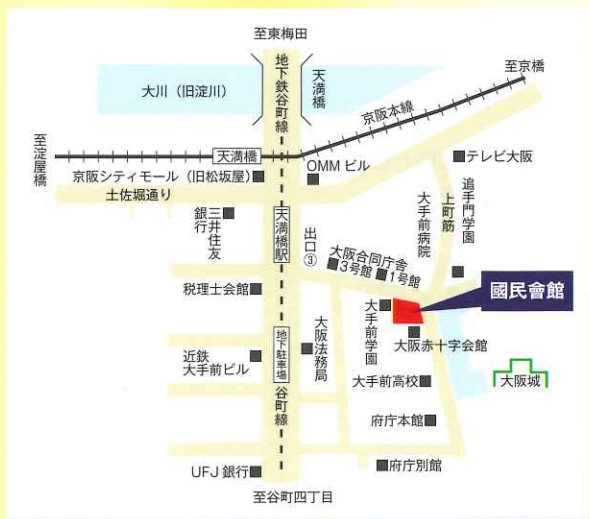 至東梅田
地下鉄谷町線
天満橋
大川（旧淀川）
至京橋
京阪本線
至淀屋橋
天満橋
OMMビル
テレビ大阪
京阪シティモール（旧松坂屋）
土佐堀通り
三井住友
銀行
天満橋駅
出口③
大阪合同庁舎
3号館
1号館
大手前病院
上町筋
追手門学園
國民會館
税理士会館
大手前学園
大阪赤十字会館
近鉄
大手前ビル
地下駐車場
大阪法務局
大手前高校
大阪城
谷町線
府庁本館
府庁別館
UFJ銀行
至谷町四丁目